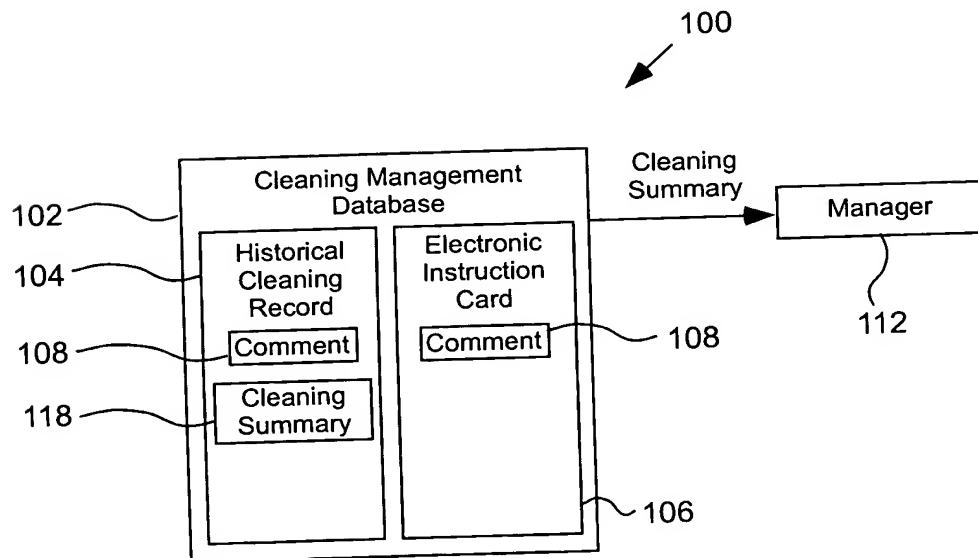 100
Cleaning Management
Database
Cleaning
Summary
Manager
102
104
Historical
Cleaning
Record
Electronic
Instruction
Card
108
Comment
Comment
108
112
118
Cleaning
Summary
106